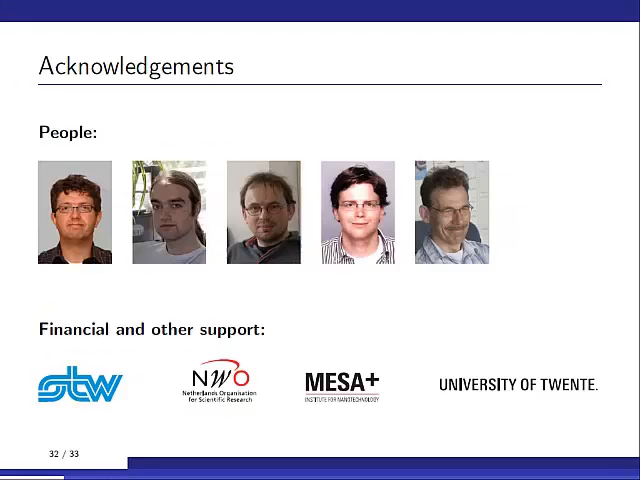 Acknowledgements
People:
Financial and other support:
stw
NWO
Netherlands Organisation
for Scientific Research
MESA+
INSTITUTE FOR NANOTECHNOLOGY
UNIVERSITY OF TWENTE.
32 / 33